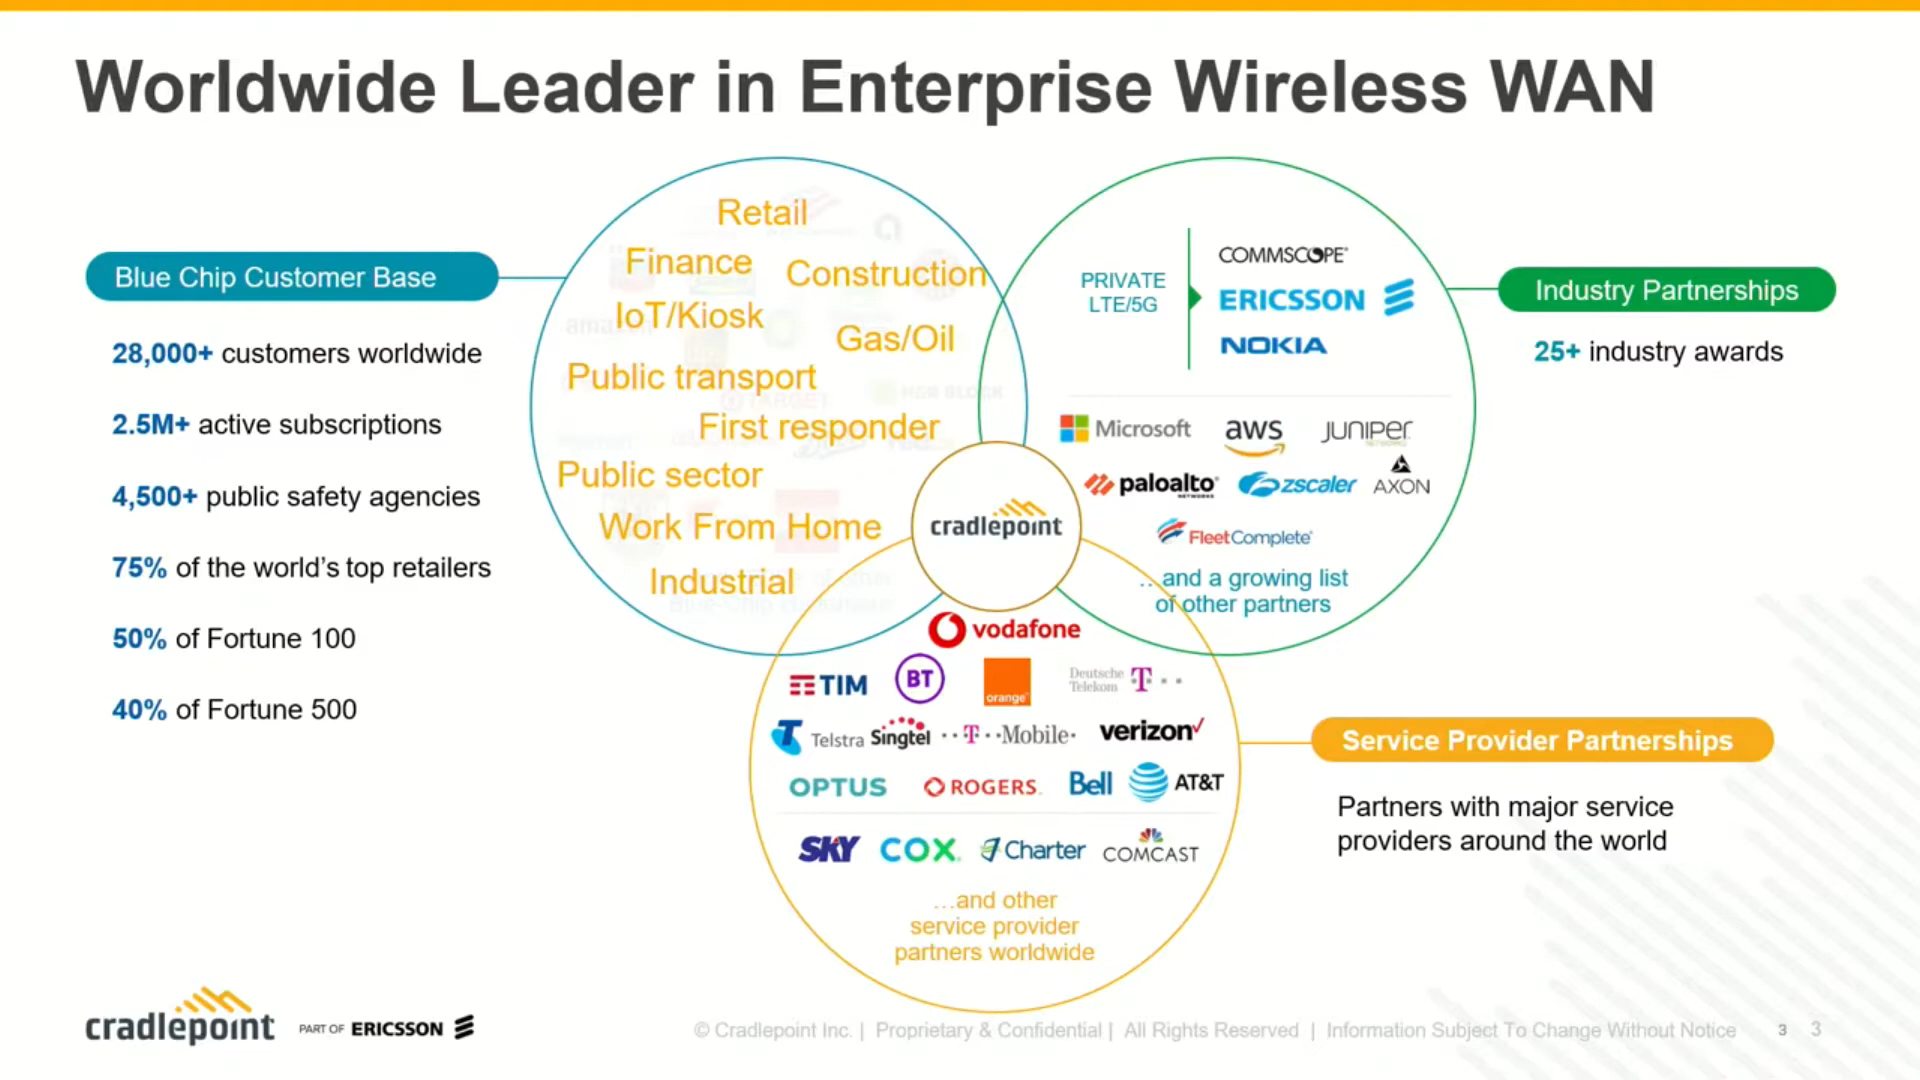 Worldwide Leader in Enterprise Wireless WAN
Blue Chip Customer Base
28,000+ customers worldwide
2.5M+ active subscriptions
4,500+ public safety agencies
75% of the world's top retailers
50% of Fortune 100
40% of Fortune 500
Retail
Finance
Construction
IoT/Kiosk
Gas/Oil
Public transport
First responder
Public sector
Work From Home
Industrial
TARGET
H&R BLOCK
cradlepoint
PRIVATE
LTE/5G
COMMSCOPE
ERICSSON
NOKIA
Microsoft
aws
JUNIPER
NETWORKS
paloalto
NETWORKS
zscaler
AXON
FleetComplete
...and a growing list
of other partners
Industry Partnerships
25+ industry awards
vodafone
TIM
BT
orange
Deutsche
Telekom
T
Telstra
Singtel
T Mobile
verizon
OPTUS
ROGERS
Bell
AT&T
SKY
COX
Charter
COMCAST
...and other
service provider
partners worldwide
Service Provider Partnerships
Partners with major service
providers around the world
cradlepoint
PART OF ERICSSON
© Cradlepoint Inc. | Proprietary & Confidential | All Rights Reserved | Information Subject To Change Without Notice
3
3